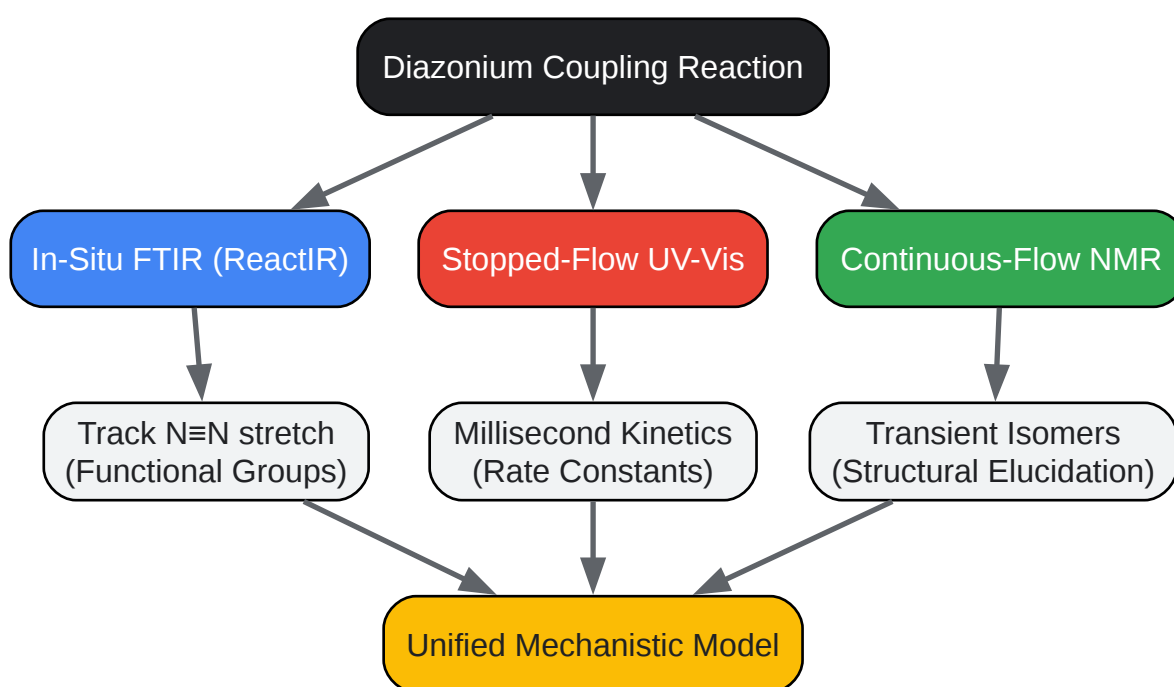 Diazonium Coupling Reaction
In-Situ FTIR (ReactIR)
Stopped-Flow UV-Vis
Continuous-Flow NMR
Track N≡N stretch
(Functional Groups)
Millisecond Kinetics
(Rate Constants)
Transient Isomers
(Structural Elucidation)
Unified Mechanistic Model